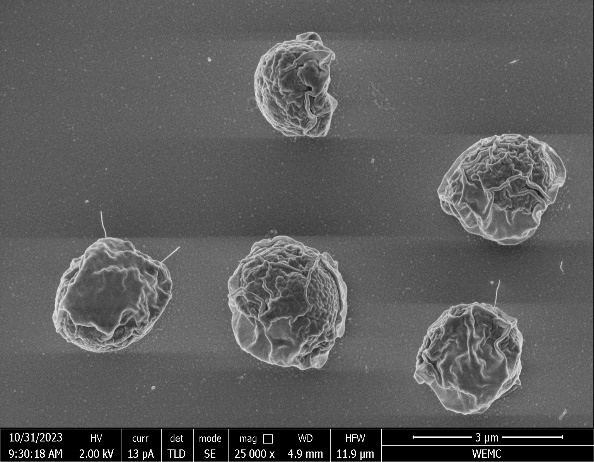 10/31/2023 HV curr det mode mag □ WD HFW 3 µm
9:30:18 AM 2.00 kV 13 pA TLD SE 25 000 x 4.9 mm 11.9 µm WEMC